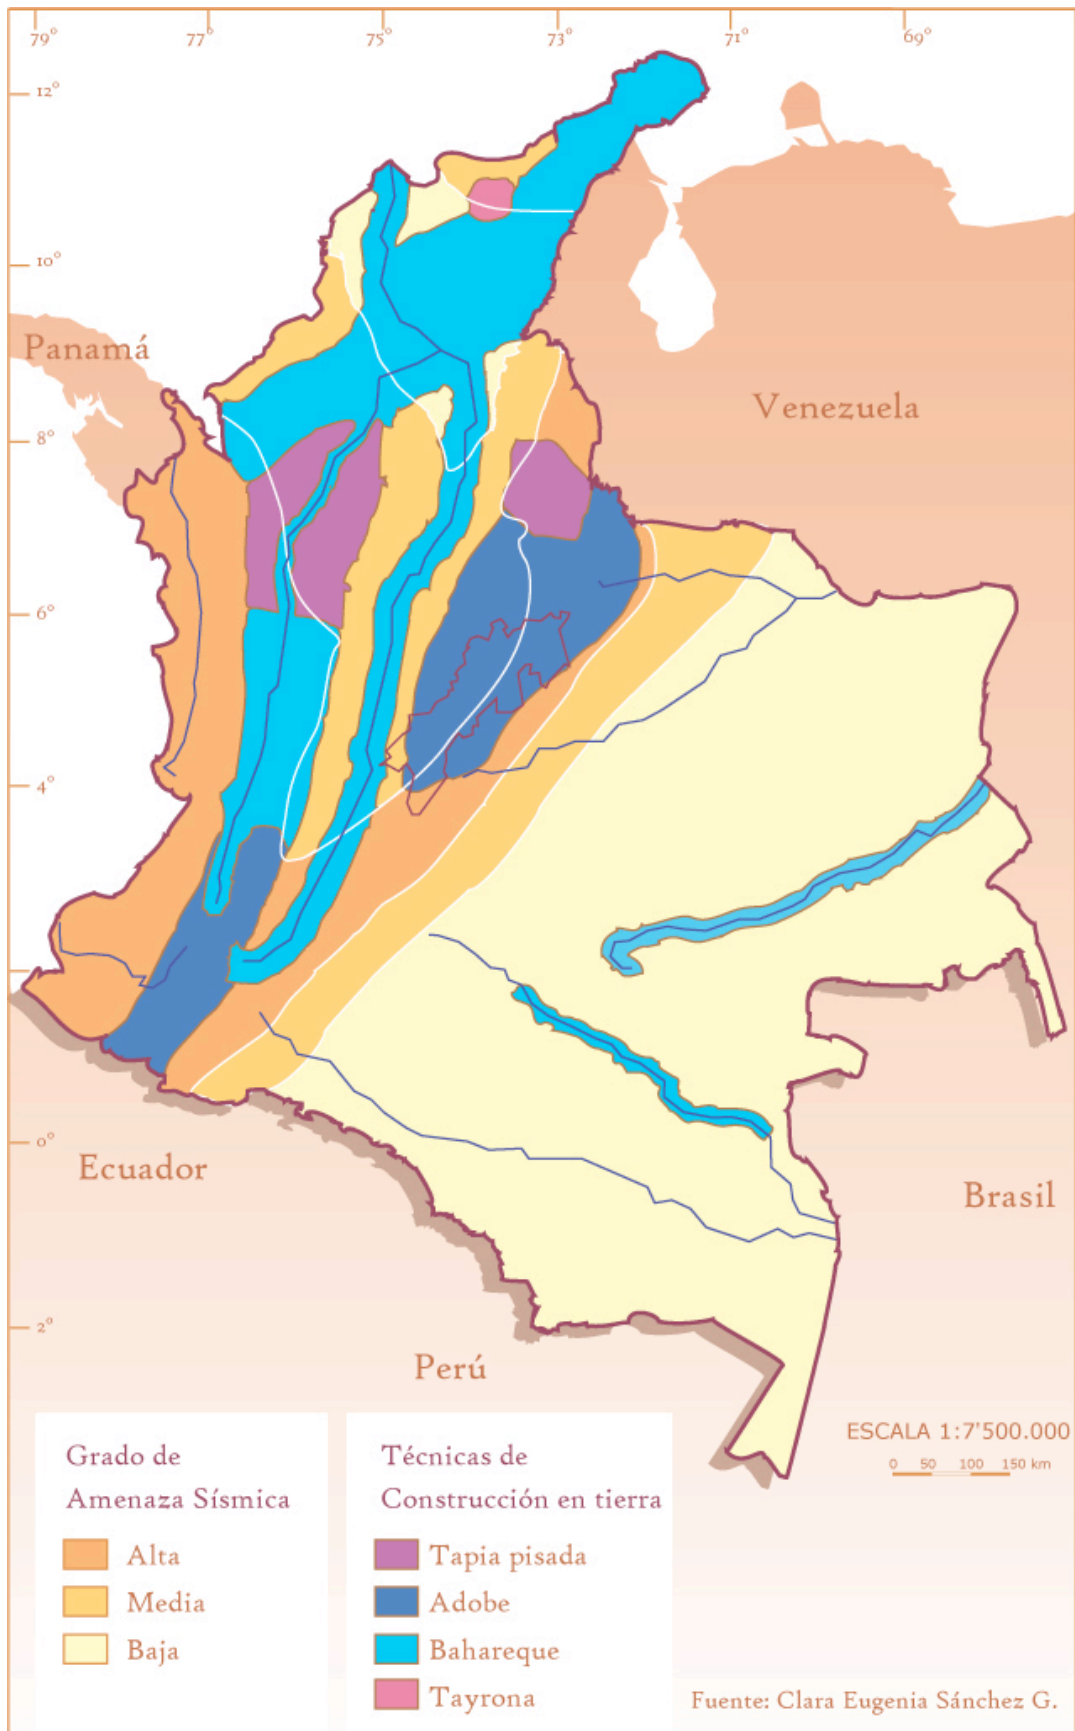 79° 77° 75° 73° 71° 69°
12°
10°
Panamá
Venezuela
8°
6°
4°
0°
Ecuador
Brasil
2°
Perú
ESCALA 1:7'500.000
0 50 100 150 km
Grado de
Amenaza Sísmica
Alta
Media
Baja
Técnicas de
Construcción en tierra
Tapia pisada
Adobe
Bahareque
Tayrona
Fuente: Clara Eugenia Sánchez G.